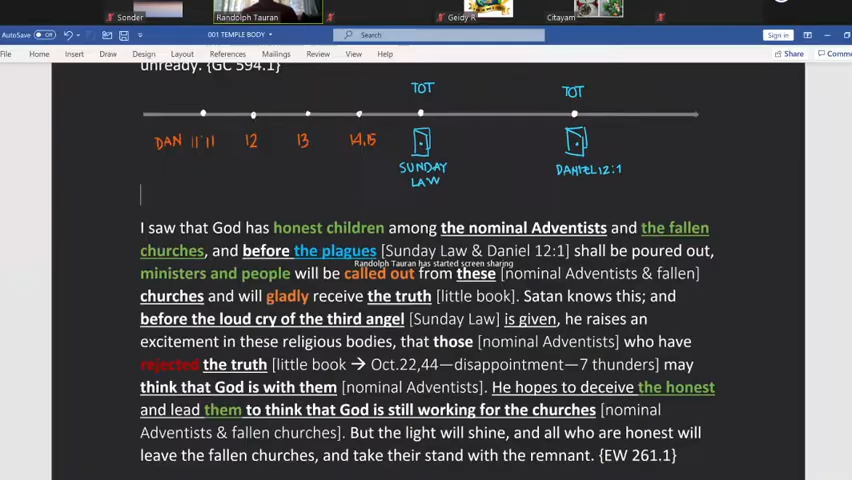 Sonder
Randolph Tauran
Geidy R
Citayam
AutoSave Off
001 TEMPLE BODY
Search
Sign in
File Home Insert Draw Design Layout References Mailings Review View Help
Share Comme
unready. {GC 594.1}
TOT TOT
DAN 11:11 12 13 14,15
SUNDAY LAW
DANIEL 12:1
I saw that God has honest children among the nominal Adventists and the fallen
churches, and before the plagues [Sunday Law & Daniel 12:1] shall be poured out,
Randolph Tauran has started screen sharing
ministers and people will be called out from these [nominal Adventists & fallen]
churches and will gladly receive the truth [little book]. Satan knows this; and
before the loud cry of the third angel [Sunday Law] is given, he raises an
excitement in these religious bodies, that those [nominal Adventists] who have
rejected the truth [little book → Oct.22,44—disappointment—7 thunders] may
think that God is with them [nominal Adventists]. He hopes to deceive the honest
and lead them to think that God is still working for the churches [nominal
Adventists & fallen churches]. But the light will shine, and all who are honest will
leave the fallen churches, and take their stand with the remnant. {EW 261.1}